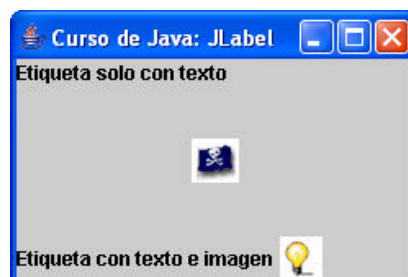 Curso de Java: JLabel
Etiqueta solo con texto
Etiqueta con texto e imagen